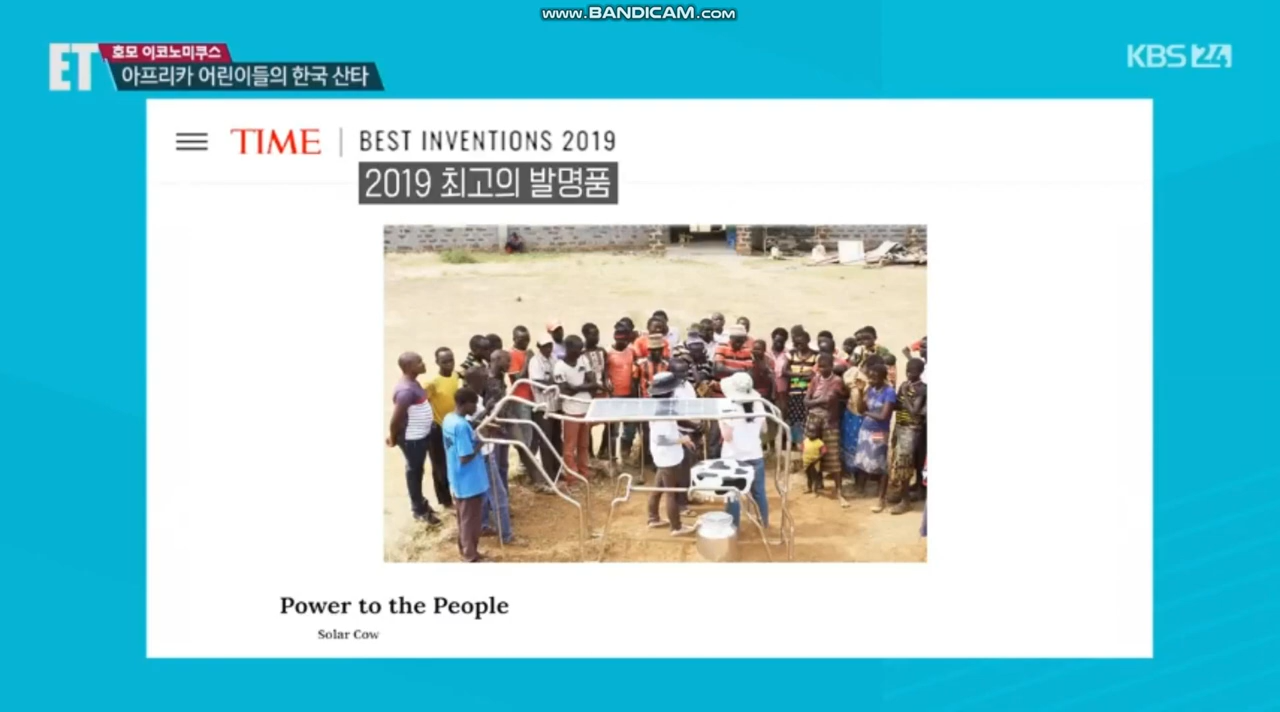 www.BANDICAM.com
ET
호모 이코노미쿠스
아프리카 어린이들의 한국 산타
KBS 24
TIME | BEST INVENTIONS 2019
2019 최고의 발명품
Power to the People
Solar Cow